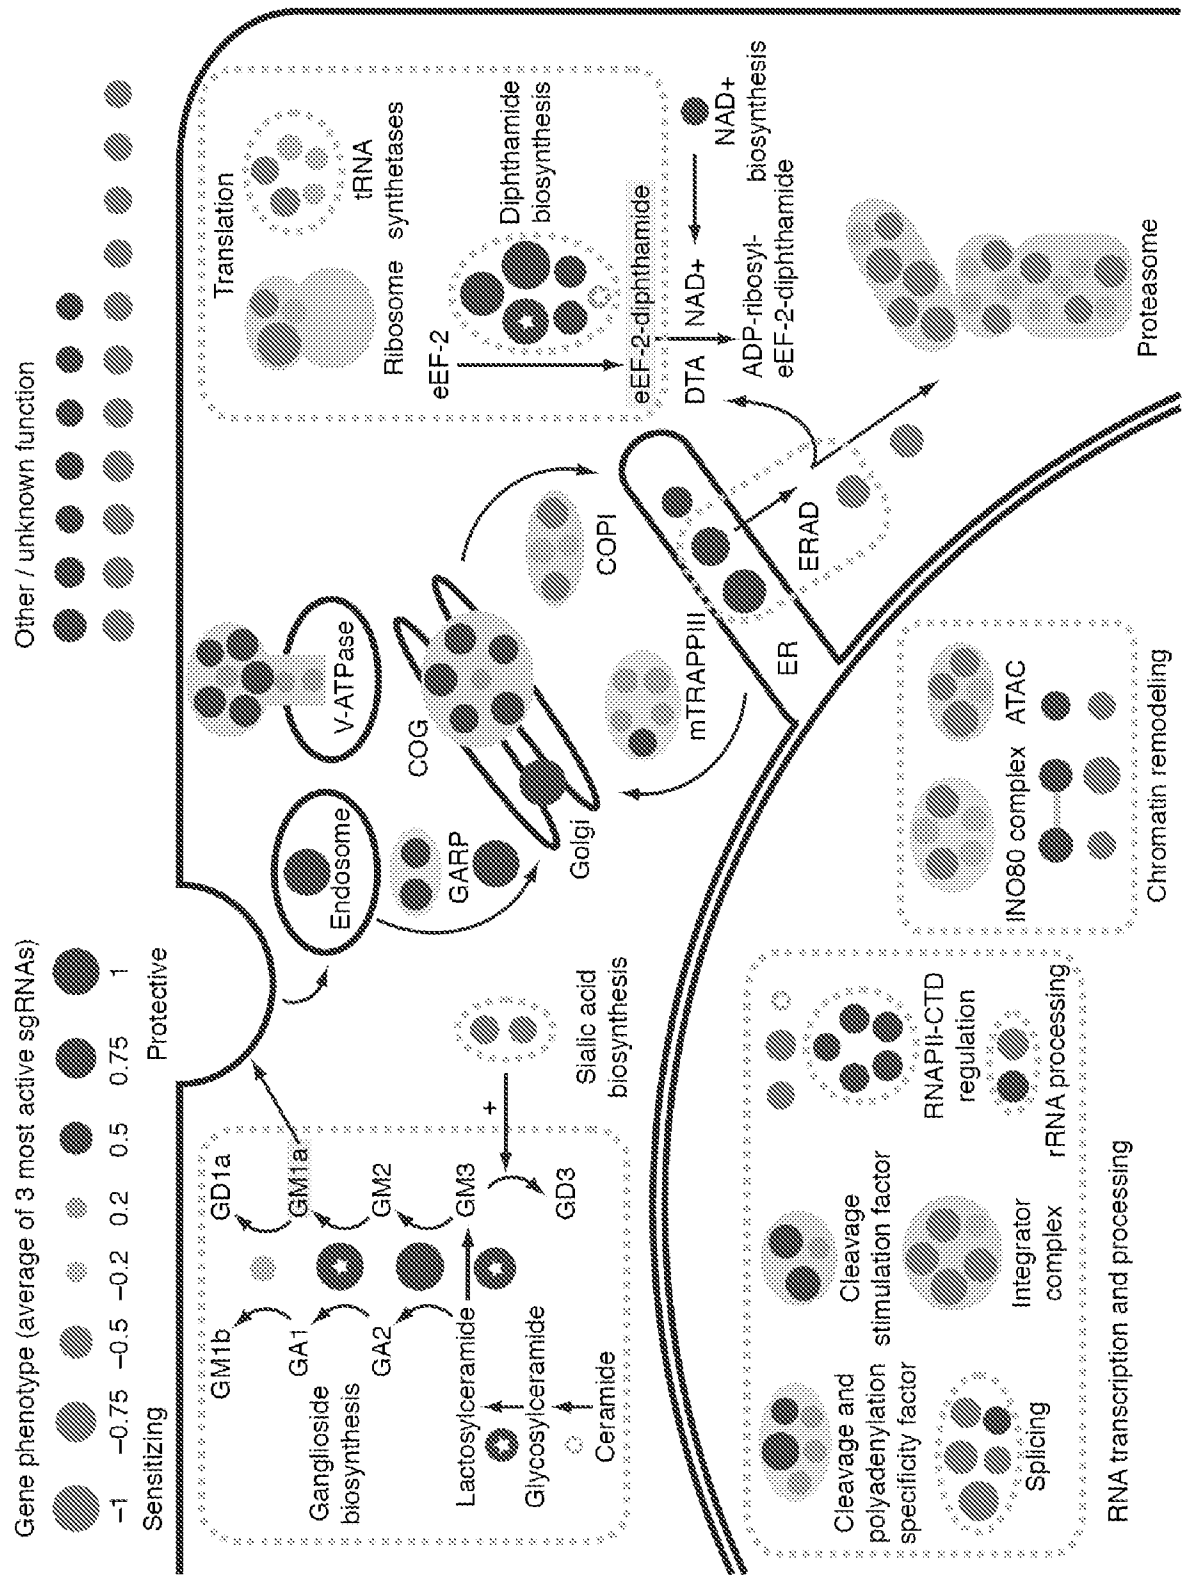 Gene phenotype (average of 3 most active sgRNAs)
−1 −0.75 −0.5 −0.2 0.2 0.5 0.75 1
Sensitizing
Protective
Other / unknown function
GM1b
GD1a
GA1
GM1a
GA2
GM2
Ganglioside
biosynthesis
Lactosylceramide
GM3
Glycosylceramide
GD3
Ceramide
+
Sialic acid
biosynthesis
Endosome
GARP
V-ATPase
COG
Golgi
COPI
mTRAPPIII
ER
ERAD
Translation
Ribosome
tRNA
synthetases
eEF-2
Diphthamide
biosynthesis
eEF-2-diphthamide
DTA
NAD+
NAD+
biosynthesis
ADP-ribosyl-
eEF-2-diphthamide
Proteasome
Cleavage and
polyadenylation
specificity factor
Cleavage
stimulation factor
RNAPII-CTD
regulation
Splicing
Integrator
complex
rRNA processing
RNA transcription and processing
INO80 complex
ATAC
Chromatin remodeling